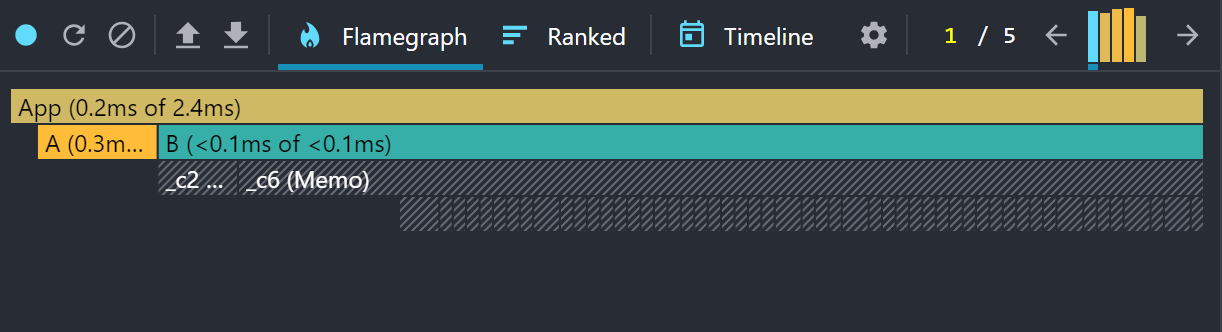 Flamegraph Ranked Timeline 1 / 5
App (0.2ms of 2.4ms)
A (0.3m... B (<0.1ms of <0.1ms)
_c2 ... _c6 (Memo)